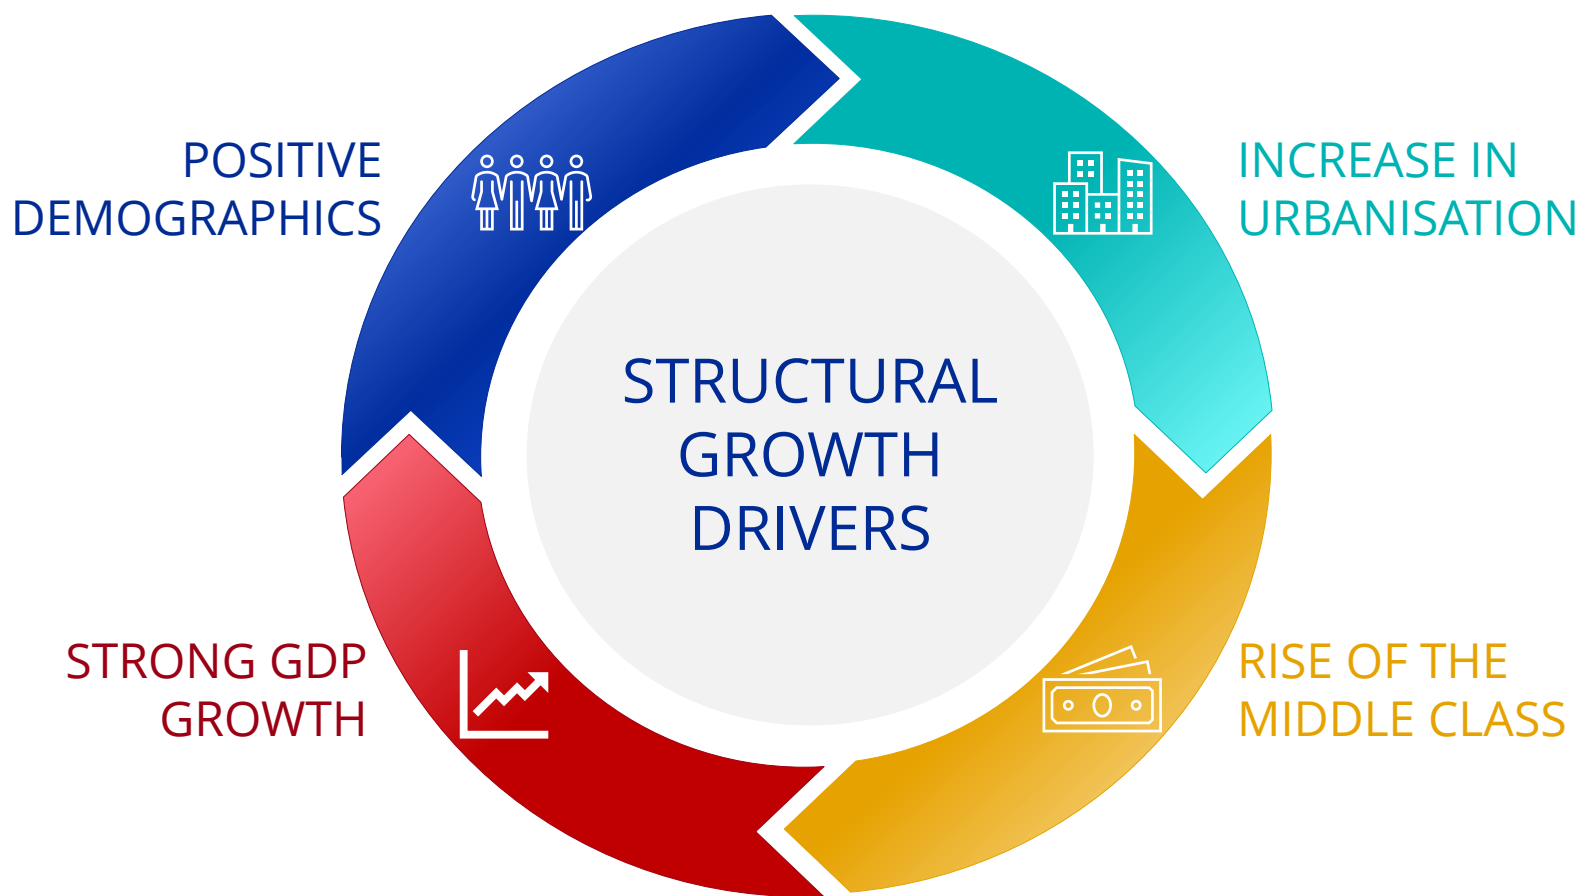 POSITIVE
DEMOGRAPHICS
INCREASE IN
URBANISATION
STRUCTURAL
GROWTH
DRIVERS
STRONG GDP
GROWTH
RISE OF THE
MIDDLE CLASS